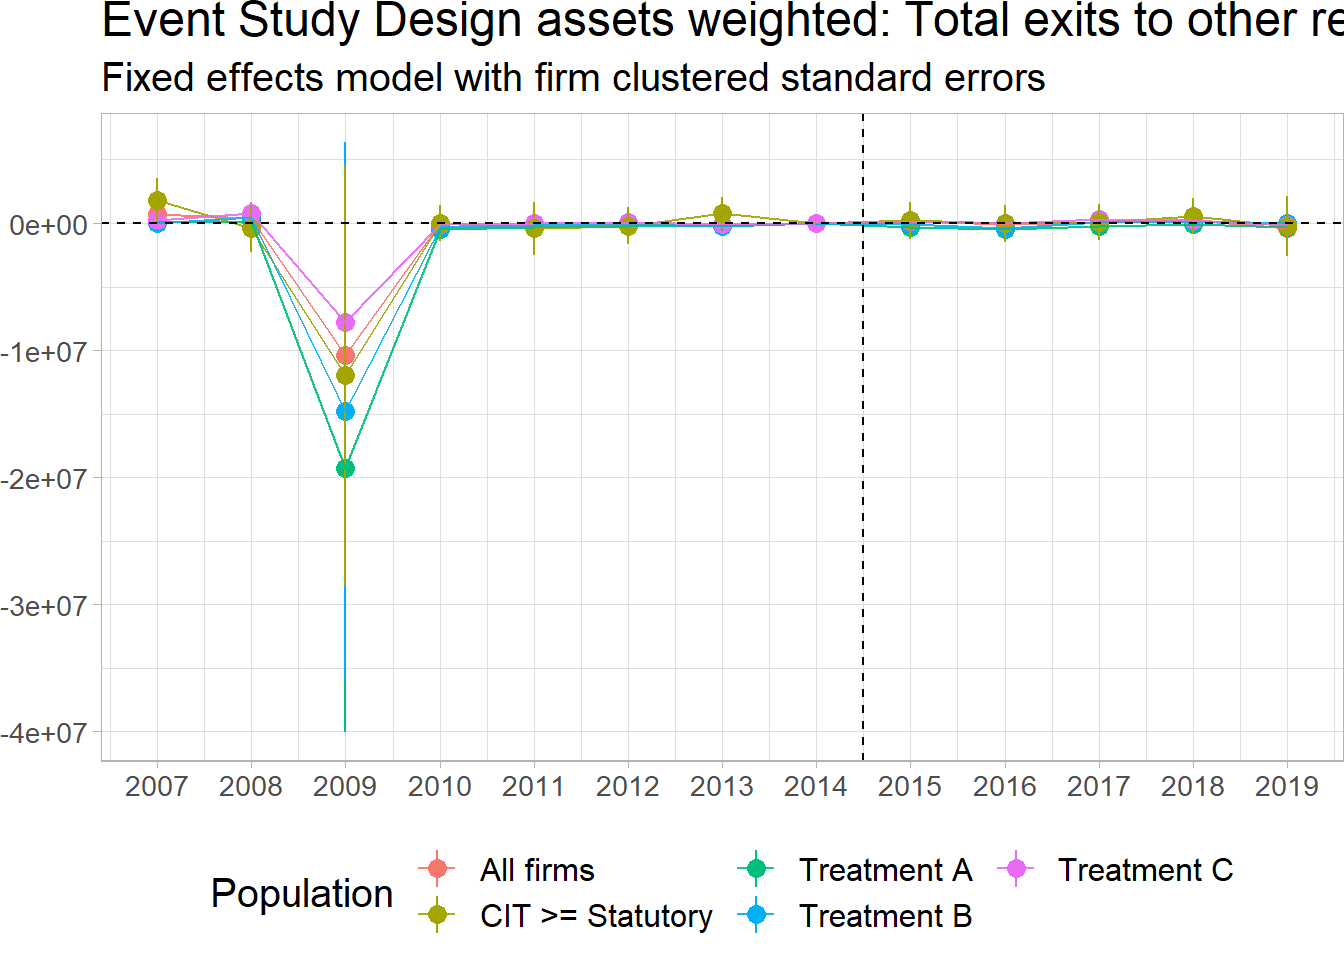 Event Study Design assets weighted: Total exits to other re
Fixed effects model with firm clustered standard errors
0e+00
-1e+07
-2e+07
-3e+07
-4e+07
2007 2008 2009 2010 2011 2012 2013 2014 2015 2016 2017 2018 2019
Population
All firms
CIT >= Statutory
Treatment A
Treatment B
Treatment C